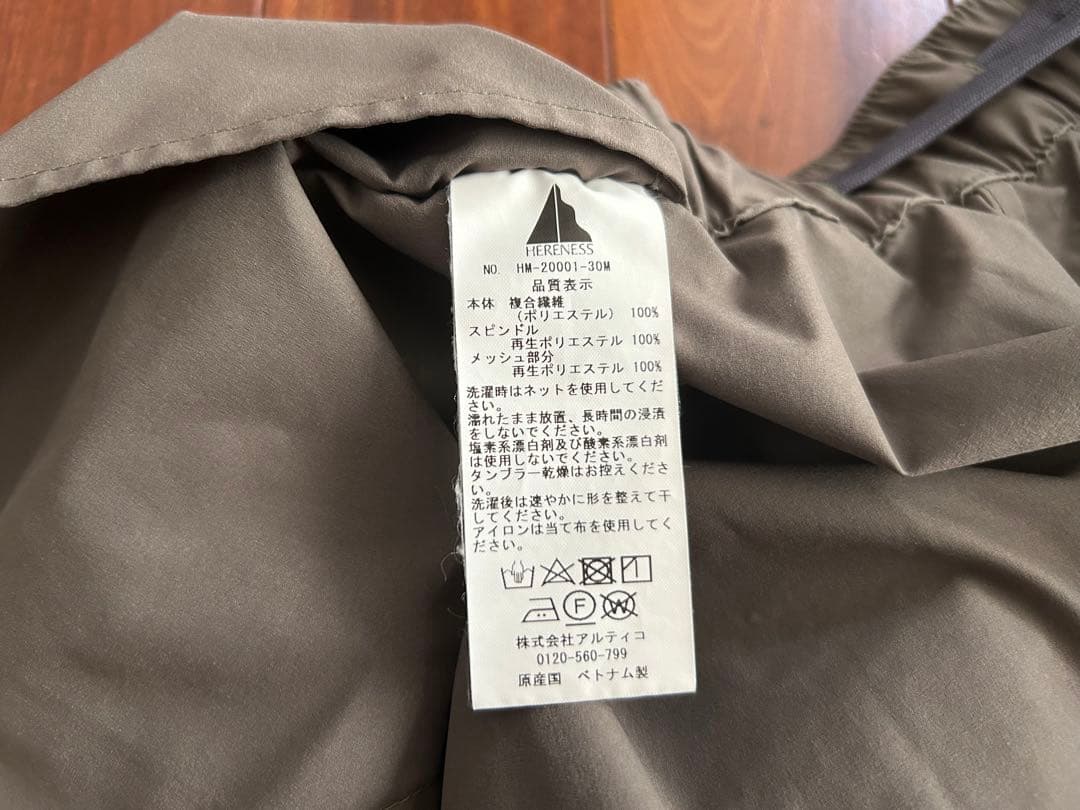 HERENESS
NO. HM-20001-30M
品質表示
本体 複合繊維
(ポリエステル) 100%
スピンドル
再生ポリエステル 100%
メッシュ部分
再生ポリエステル 100%
洗濯時はネットを使用してくだ
さい。
濡れたまま放置、長時間の浸漬
をしないでください。
塩素系漂白剤及び酸素系漂白剤
は使用しないでください。
タンブラー乾燥はお控えくださ
い。
洗濯後は速やかに形を整えて干
してください。
アイロンは当て布を使用してく
ださい。
F W
株式会社アルティコ
0120-560-799
原産国 ベトナム製